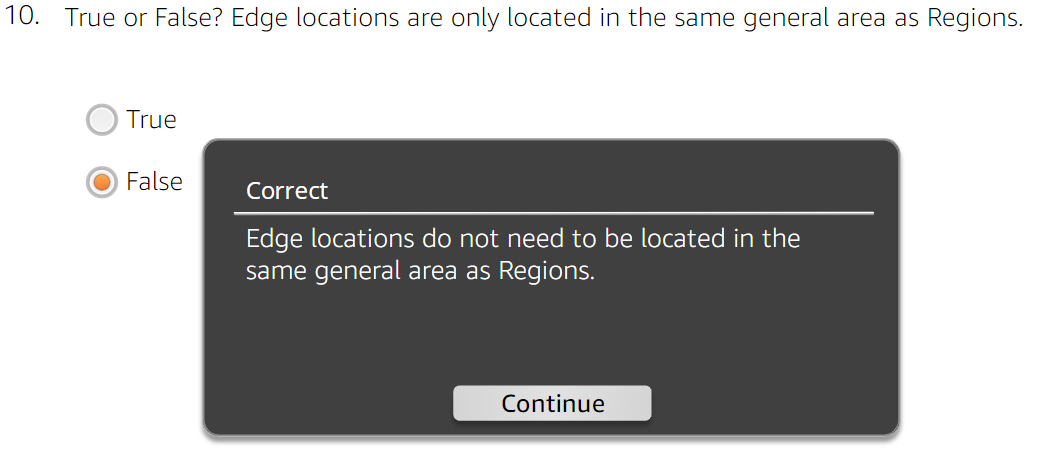 10. True or False? Edge locations are only located in the same general area as Regions.
True
False
Correct
Edge locations do not need to be located in the
same general area as Regions.
Continue